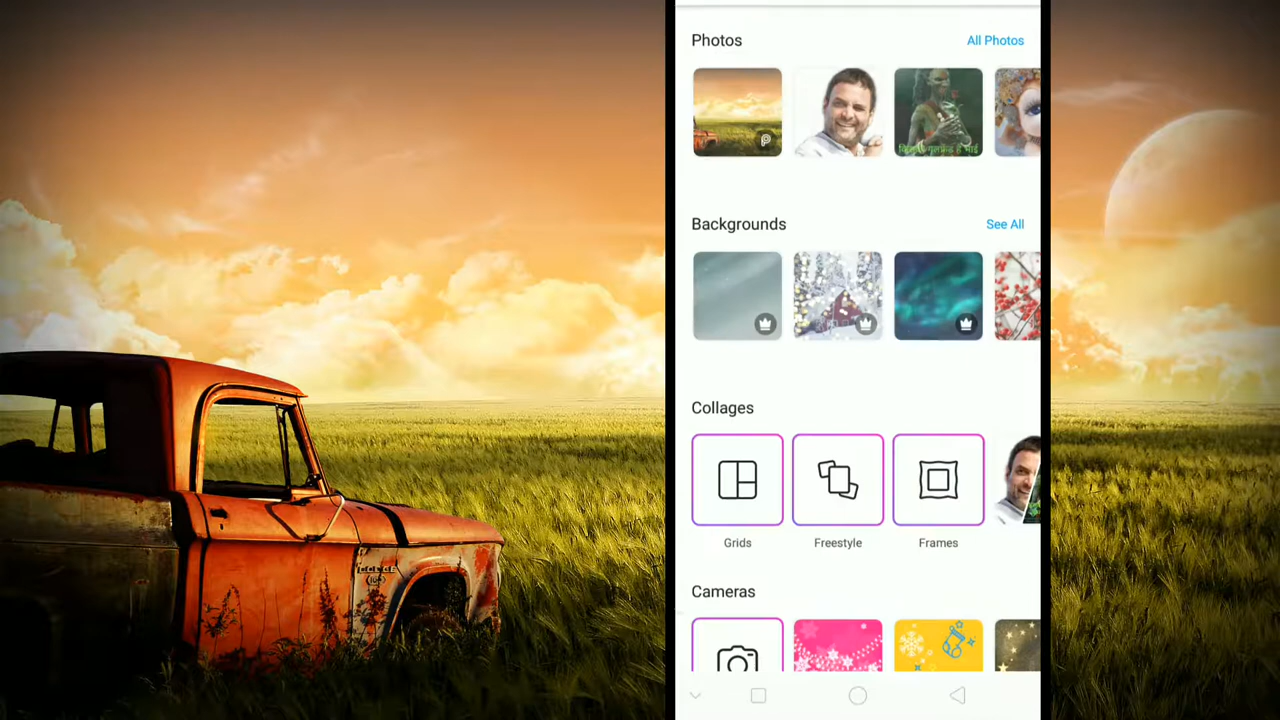 Photos
All Photos
Backgrounds
See All
Collages
Grids
Freestyle
Frames
Cameras